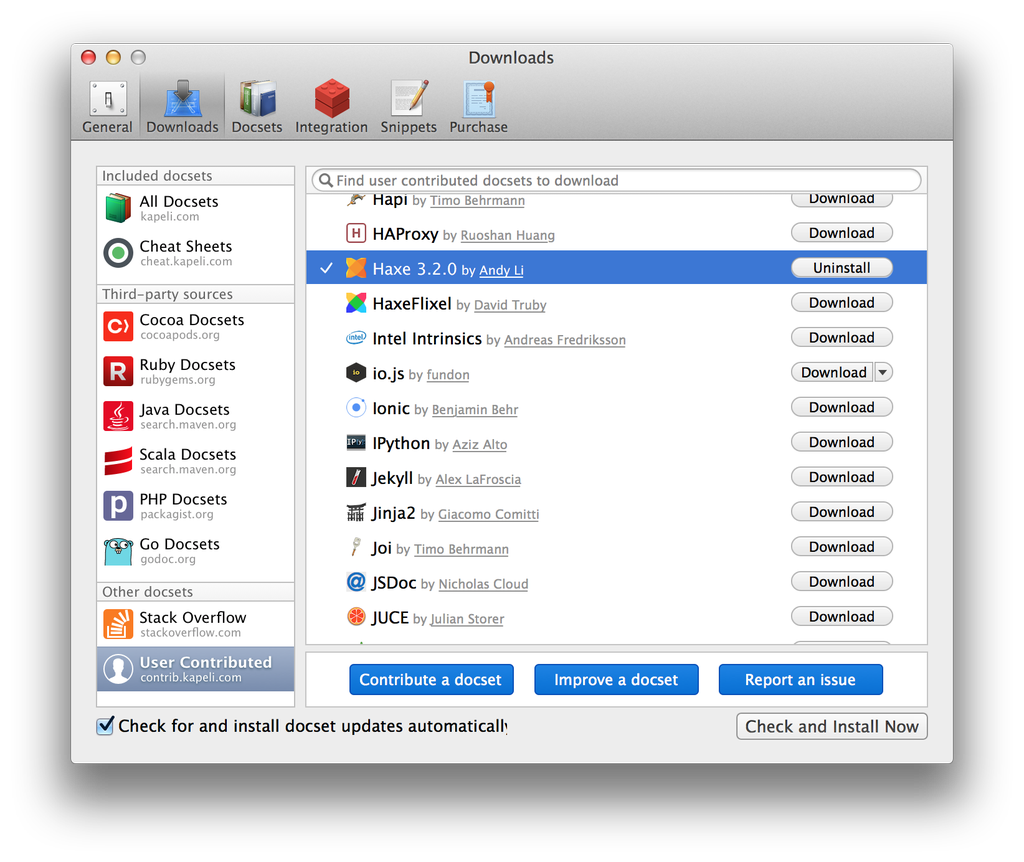 Downloads
General Downloads Docsets Integration Snippets Purchase
Included docsets
All Docsets
kapeli.com
Cheat Sheets
cheat.kapeli.com
Third-party sources
Cocoa Docsets
cocoapods.org
Ruby Docsets
rubygems.org
Java Docsets
search.maven.org
Scala Docsets
search.maven.org
PHP Docsets
packagist.org
Go Docsets
godoc.org
Other docsets
Stack Overflow
stackoverflow.com
User Contributed
contrib.kapeli.com
Find user contributed docsets to download
Hapi by Timo Behrmann Download
H HAProxy by Ruoshan Huang Download
Haxe 3.2.0 by Andy Li Uninstall
HaxeFlixel by David Truby Download
intel Intel Intrinsics by Andreas Fredriksson Download
io io.js by fundon Download
Ionic by Benjamin Behr Download
IP[y] IPython by Aziz Alto Download
Jekyll by Alex LaFroscia Download
Jinja2 by Giacomo Comitti Download
Joi by Timo Behrmann Download
@ JSDoc by Nicholas Cloud Download
JUCE by Julian Storer Download
Contribute a docset Improve a docset Report an issue
Check for and install docset updates automatically Check and Install Now